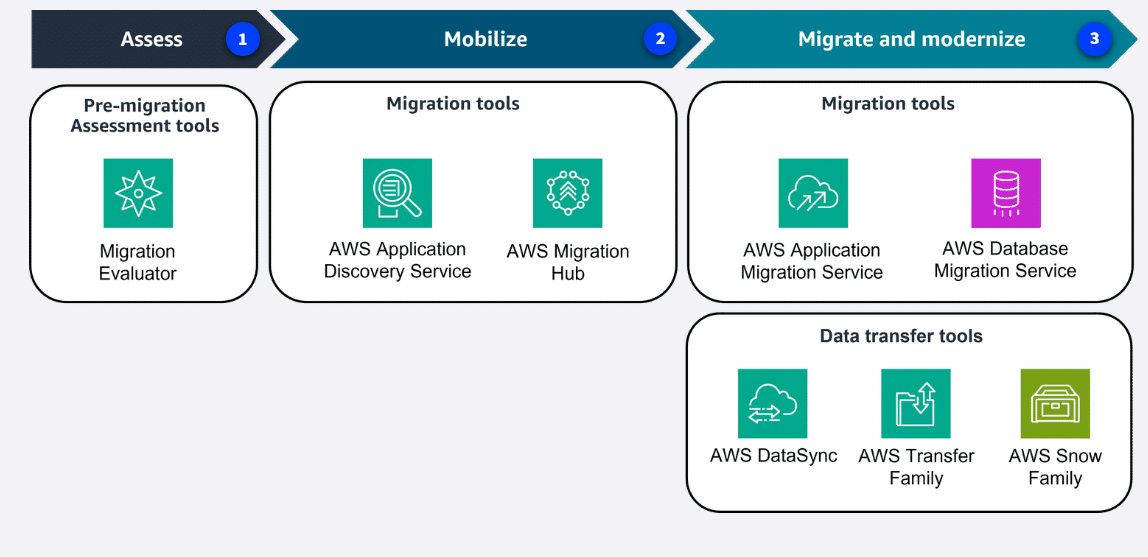 Assess
1
Mobilize
2
Migrate and modernize
3
Pre-migration
Assessment tools
Migration
Evaluator
Migration tools
AWS Application
Discovery Service
AWS Migration
Hub
Migration tools
AWS Application
Migration Service
AWS Database
Migration Service
Data transfer tools
AWS DataSync
AWS Transfer
Family
AWS Snow
Family